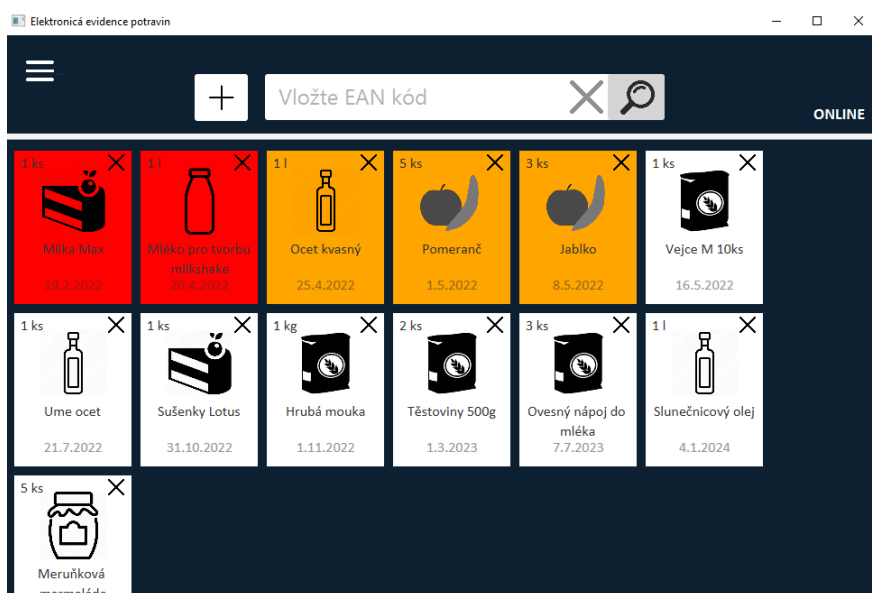 Elektronická evidence potravin
Vložte EAN kód
ONLINE
1 ks
Milka Max
19.2.2022
1 l
Mléko pro tvorbu
milkshake
20.4.2022
1 l
Ocet kvasný
25.4.2022
5 ks
Pomeranč
1.5.2022
3 ks
Jablko
8.5.2022
1 ks
Vejce M 10ks
16.5.2022
1 ks
Ume ocet
21.7.2022
1 ks
Sušenky Lotus
31.10.2022
1 kg
Hrubá mouka
1.11.2022
2 ks
Těstoviny 500g
1.3.2023
3 ks
Ovesný nápoj do
mléka
7.7.2023
1 l
Slunečnicový olej
4.1.2024
5 ks
Meruňková
marmeláda